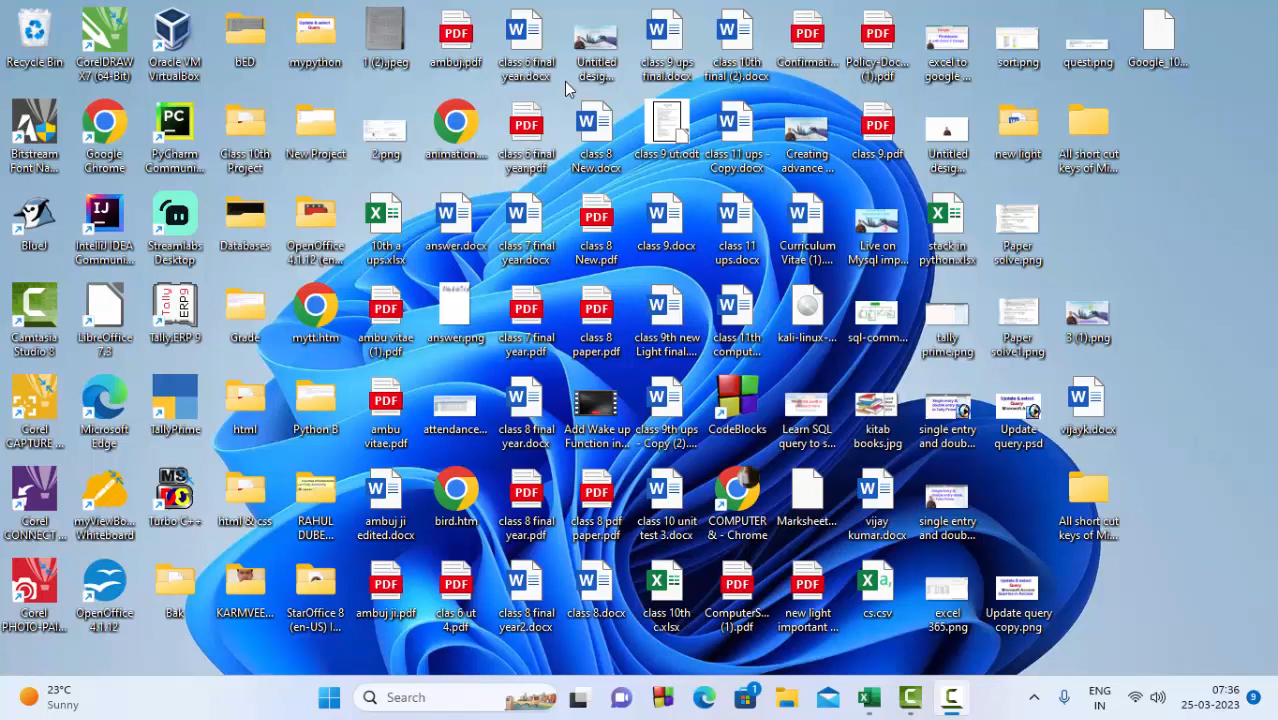 Recycle Bin
CorelDRAW
X7 (64-Bit)
Oracle VM
VirtualBox
bED
mypython
1 (2).jpeg
ambuji.pdf
class 6 final
year.docx
Untitled
desig...
class 9 ups
final.docx
class 10th
final (2).docx
Confirmati...
Policy-Doc...
(1).pdf
excel to
google ...
sort.png
quest.png
Google_10...
Bitstream
Font Na...
Google
Chrome
PyCharm
Communi...
Class 10th
Project
New Project
2.png
animation....
class 6 final
year.pdf
class 8
New.docx
class 9 ut.odt
class 11 ups -
Copy.docx
Creating
advance ...
class 9.pdf
Untitled
desig...
new light
All short cut
keys of Mi...
BlueJ
IntelliJ IDEA
Communi...
Streamlabs
Desktop
Databases
OpenOffice
4.1.12 (en...
10th a
ups.xlsx
answer.docx
class 7 final
year.docx
class 8
New.pdf
class 9.docx
class 11
ups.docx
Curriculum
Vitae (1)....
Live on
Mysql imp...
stack in
python.xlsx
Paper
solve.png
Camtasia
Studio 8
LibreOffice
7.3
Tally.ERP 9
Grade
mytt.htm
ambu vitae
(1).pdf
answer.png
class 7 final
year.pdf
class 8
paper.pdf
class 9th new
Light final....
class 11th
comput...
kali-linux-...
sql-comm...
tally
prime.png
Paper
solve1.png
3 (1).png
Corel
CAPTURE ...
Microsoft
Edge
TallyPrime
html
Python B
ambu
vitae.pdf
attendance...
class 8 final
year.docx
Add Wake up
Function in...
class 9th ups
- Copy (2)....
CodeBlocks
Learn SQL
query to s...
kitab
books.jpg
single entry
and doub...
Update
query.psd
vijayk.docx
Corel
CONNECT ...
myViewBo...
Whiteboard
Turbo C++
html & css
RAHUL
DUBE...
ambuj ji
edited.docx
bird.htm
class 8 final
year.pdf
class 8 pdf
paper.pdf
class 10 unit
test 3.docx
COMPUTER
& - Chrome
Marksheet...
vijay
kumar.docx
single entry
and doub...
All short cut
keys of Mi...
Corel
PHOTO-PAI...
OpenOffice
4.1.12
Bak
KARMVEE...
StarOffice 8
(en-US) I...
ambuj ji.pdf
clas 6 ut
4.pdf
class 8 final
year2.docx
class 8.docx
class 10th
c.xlsx
ComputerS...
(1).pdf
new light
important ...
cs.csv
excel
365.png
Update query
copy.png
23°C
Sunny
Search
1
ENG
IN
02:36
25-03-2023
9